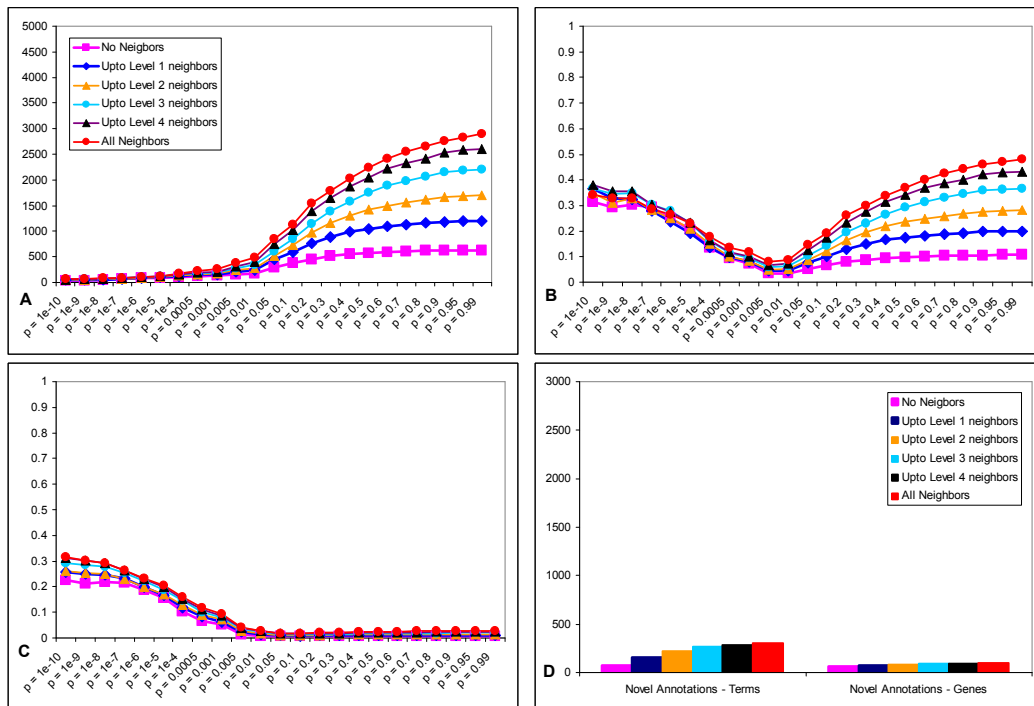 5000
4500
4000
3500
3000
2500
2000
1500
1000
500
0
No Neigbors
Upto Level 1 neighbors
Upto Level 2 neighbors
Upto Level 3 neighbors
Upto Level 4 neighbors
All Neighbors
A
p = 1e-10
p = 1e-9
p = 1e-8
p = 1e-7
p = 1e-6
p = 1e-5
p = 1e-4
p = 0.0005
p = 0.001
p = 0.005
p = 0.01
p = 0.05
p = 0.1
p = 0.2
p = 0.3
p = 0.4
p = 0.5
p = 0.6
p = 0.7
p = 0.8
p = 0.9
p = 0.95
p = 0.99
1
0.9
0.8
0.7
0.6
0.5
0.4
0.3
0.2
0.1
0
B
p = 1e-10
p = 1e-9
p = 1e-8
p = 1e-7
p = 1e-6
p = 1e-5
p = 1e-4
p = 0.0005
p = 0.001
p = 0.005
p = 0.01
p = 0.05
p = 0.1
p = 0.2
p = 0.3
p = 0.4
p = 0.5
p = 0.6
p = 0.7
p = 0.8
p = 0.9
p = 0.95
p = 0.99
1
0.9
0.8
0.7
0.6
0.5
0.4
0.3
0.2
0.1
0
C
p = 1e-10
p = 1e-9
p = 1e-8
p = 1e-7
p = 1e-6
p = 1e-5
p = 1e-4
p = 0.0005
p = 0.001
p = 0.005
p = 0.01
p = 0.05
p = 0.1
p = 0.2
p = 0.3
p = 0.4
p = 0.5
p = 0.6
p = 0.7
p = 0.8
p = 0.9
p = 0.95
p = 0.99
3000
2500
2000
1500
1000
500
0
No Neighbors
Upto Level 1 neighbors
Upto Level 2 neighbors
Upto Level 3 neighbors
Upto Level 4 neighbors
All Neighbors
D
Novel Annotations - Terms
Novel Annotations - Genes